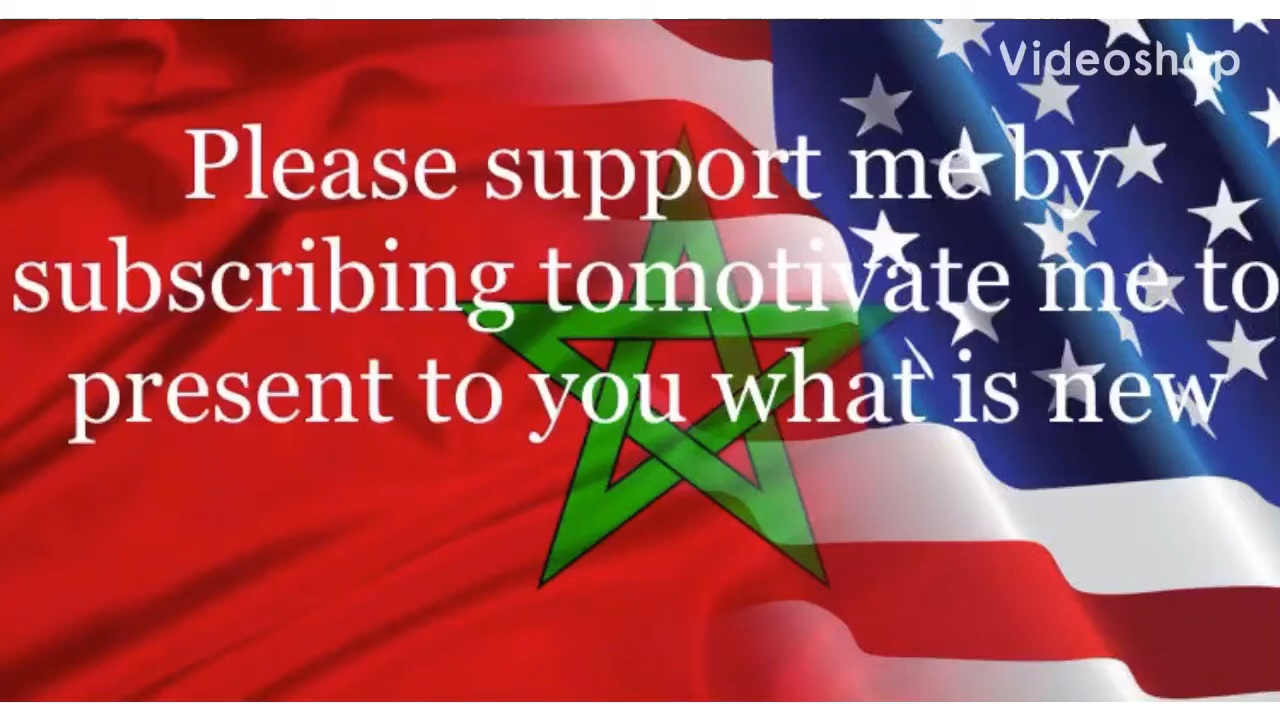 Videoshop
Please support me by
subscribing tomotivate me to
present to you what is new